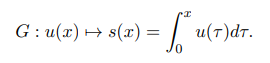 G : u(x) ↦ s(x) = ∫₀ˣ u(τ)dτ.